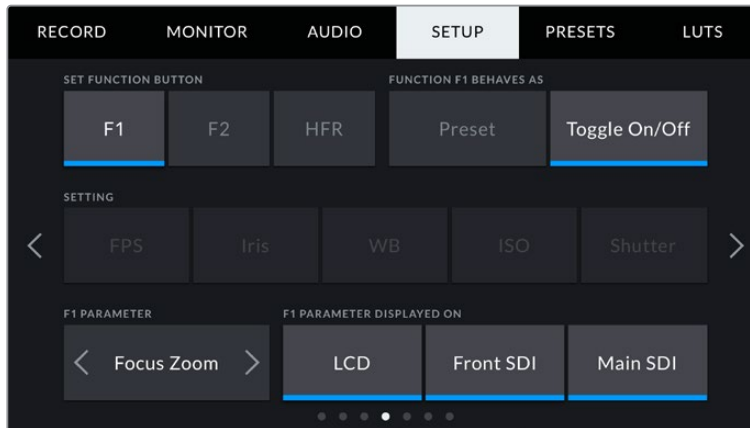 RECORD MONITOR AUDIO SETUP PRESETS LUTS
SET FUNCTION BUTTON FUNCTION F1 BEHAVES AS
F1 F2 HFR Preset Toggle On/Off
SETTING
FPS Iris WB ISO Shutter
F1 PARAMETER F1 PARAMETER DISPLAYED ON
Focus Zoom LCD Front SDI Main SDI